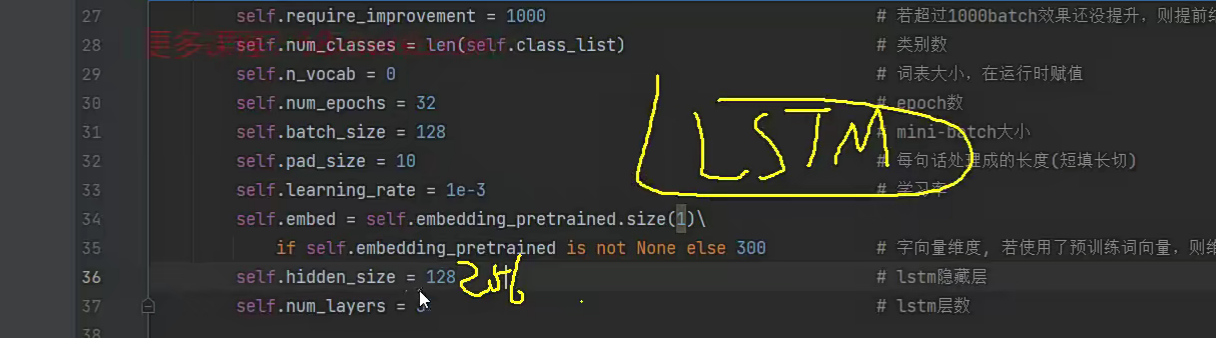 27 self.require_improvement = 1000 # 若超过1000batch效果还没提升，则提前
28 self.num_classes = len(self.class_list) # 类别数
29 self.n_vocab = 0 # 词表大小，在运行时赋值
30 self.num_epochs = 32 # epoch数
31 self.batch_size = 128 # mini-batch大小
32 self.pad_size = 10 # 每句话处理成的长度(短填长切)
33 self.learning_rate = 1e-3 # 学习率
LSTM
34 self.embed = self.embedding_pretrained.size(1)\
35 if self.embedding_pretrained is not None else 300 # 字向量维度, 若使用了预训练词向量，则维
36 self.hidden_size = 128 # lstm隐藏层
37 self.num_layers = # lstm层数
38